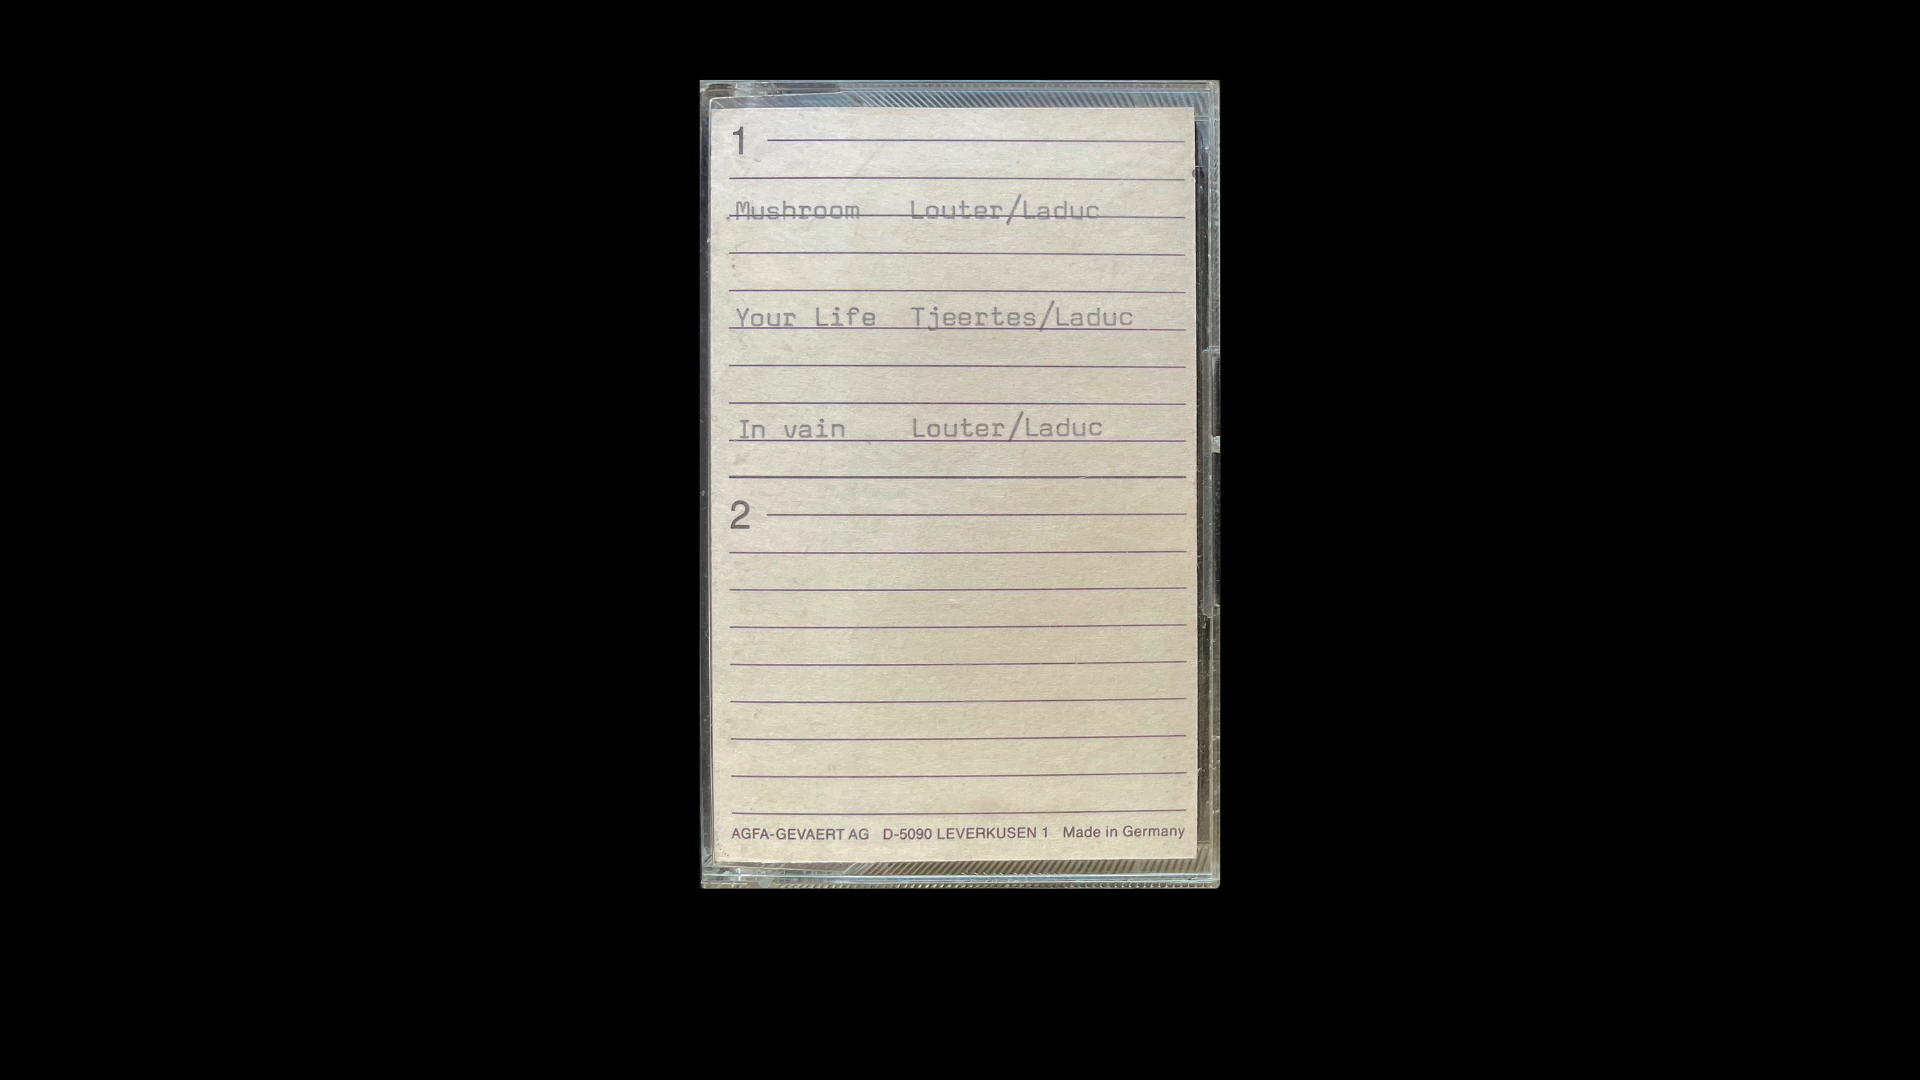 1
Mushroom Louter/Laduc
Your Life Tjeertes/Laduc
In vain Louter/Laduc
2
AGFA-GEVAERT AG D-5090 LEVERKUSEN 1 Made in Germany